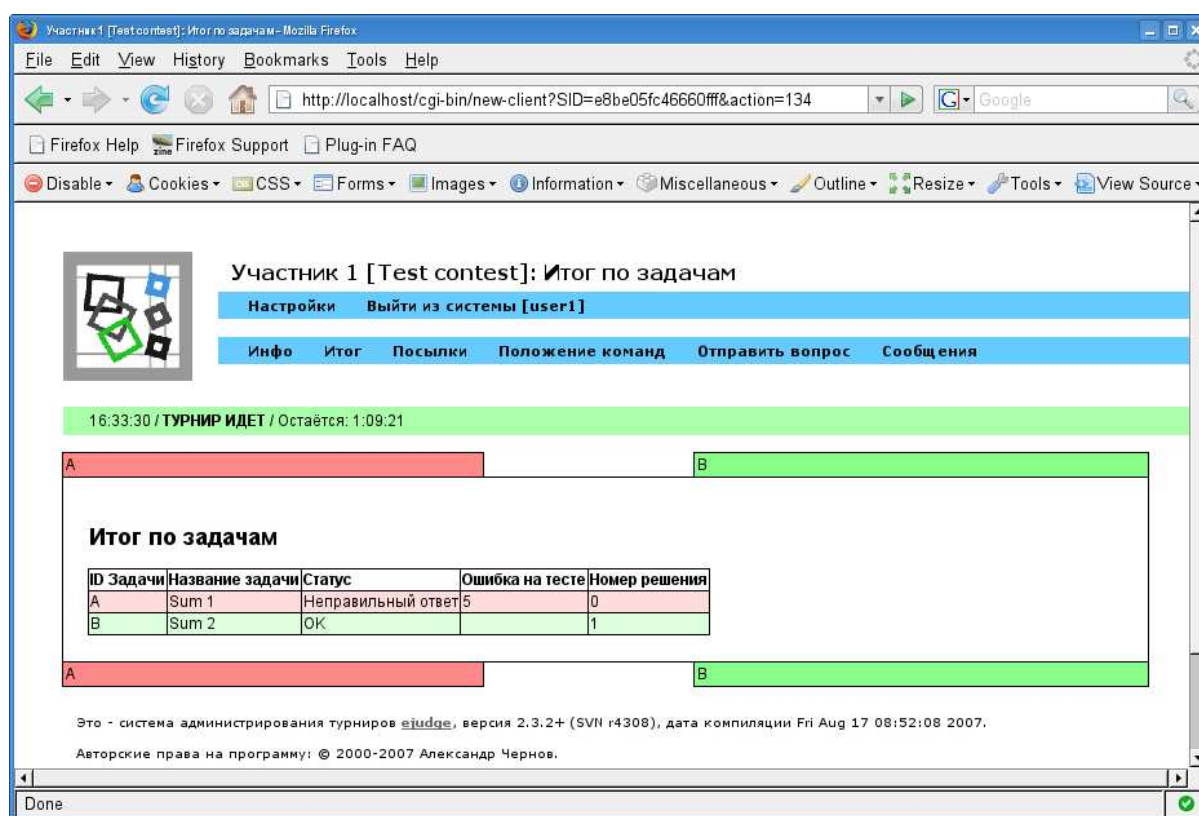 Участник 1 [Test contest]: Итог по задачам - Mozilla Firefox
File Edit View History Bookmarks Tools Help
http://localhost/cgi-bin/new-client?SID=e8be05fc46660fff&action=134 G Google
Firefox Help Firefox Support Plug-in FAQ
Disable Cookies CSS Forms Images Information Miscellaneous Outline Resize Tools View Source
Участник 1 [Test contest]: Итог по задачам
Настройки Выйти из системы [user1]
Инфо Итог Посылки Положение команд Отправить вопрос Сообщения
16:33:30 / ТУРНИР ИДЕТ / Остаётся: 1:09:21
A B
Итог по задачам
ID Задачи Название задачи Статус Ошибка на тесте Номер решения
A Sum 1 Неправильный ответ 5 0
B Sum 2 OK 1
A B
Это - система администрирования турниров ejudge, версия 2.3.2+ (SVN r4308), дата компиляции Fri Aug 17 08:52:08 2007.
Авторские права на программу: © 2000-2007 Александр Чернов.
Done